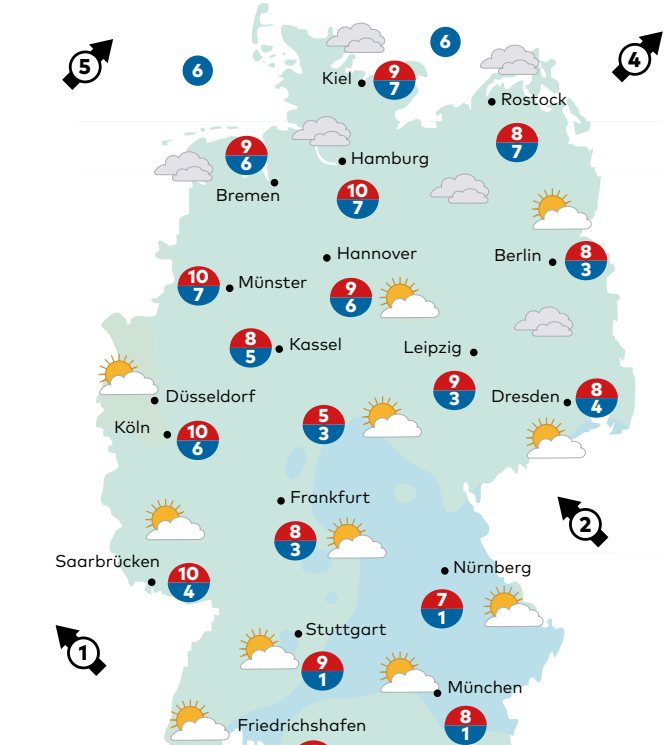 6
5
6
4
Kiel
9
7
Rostock
8
7
9
6
Hamburg
Bremen
10
7
Hannover
Berlin
8
3
10
7
Münster
9
6
8
5
Kassel
Leipzig
9
3
Dresden
8
4
Düsseldorf
Köln
10
6
5
3
Frankfurt
8
3
2
Saarbrücken
10
4
Nürnberg
7
1
1
Stuttgart
9
1
München
8
1
Friedrichshafen